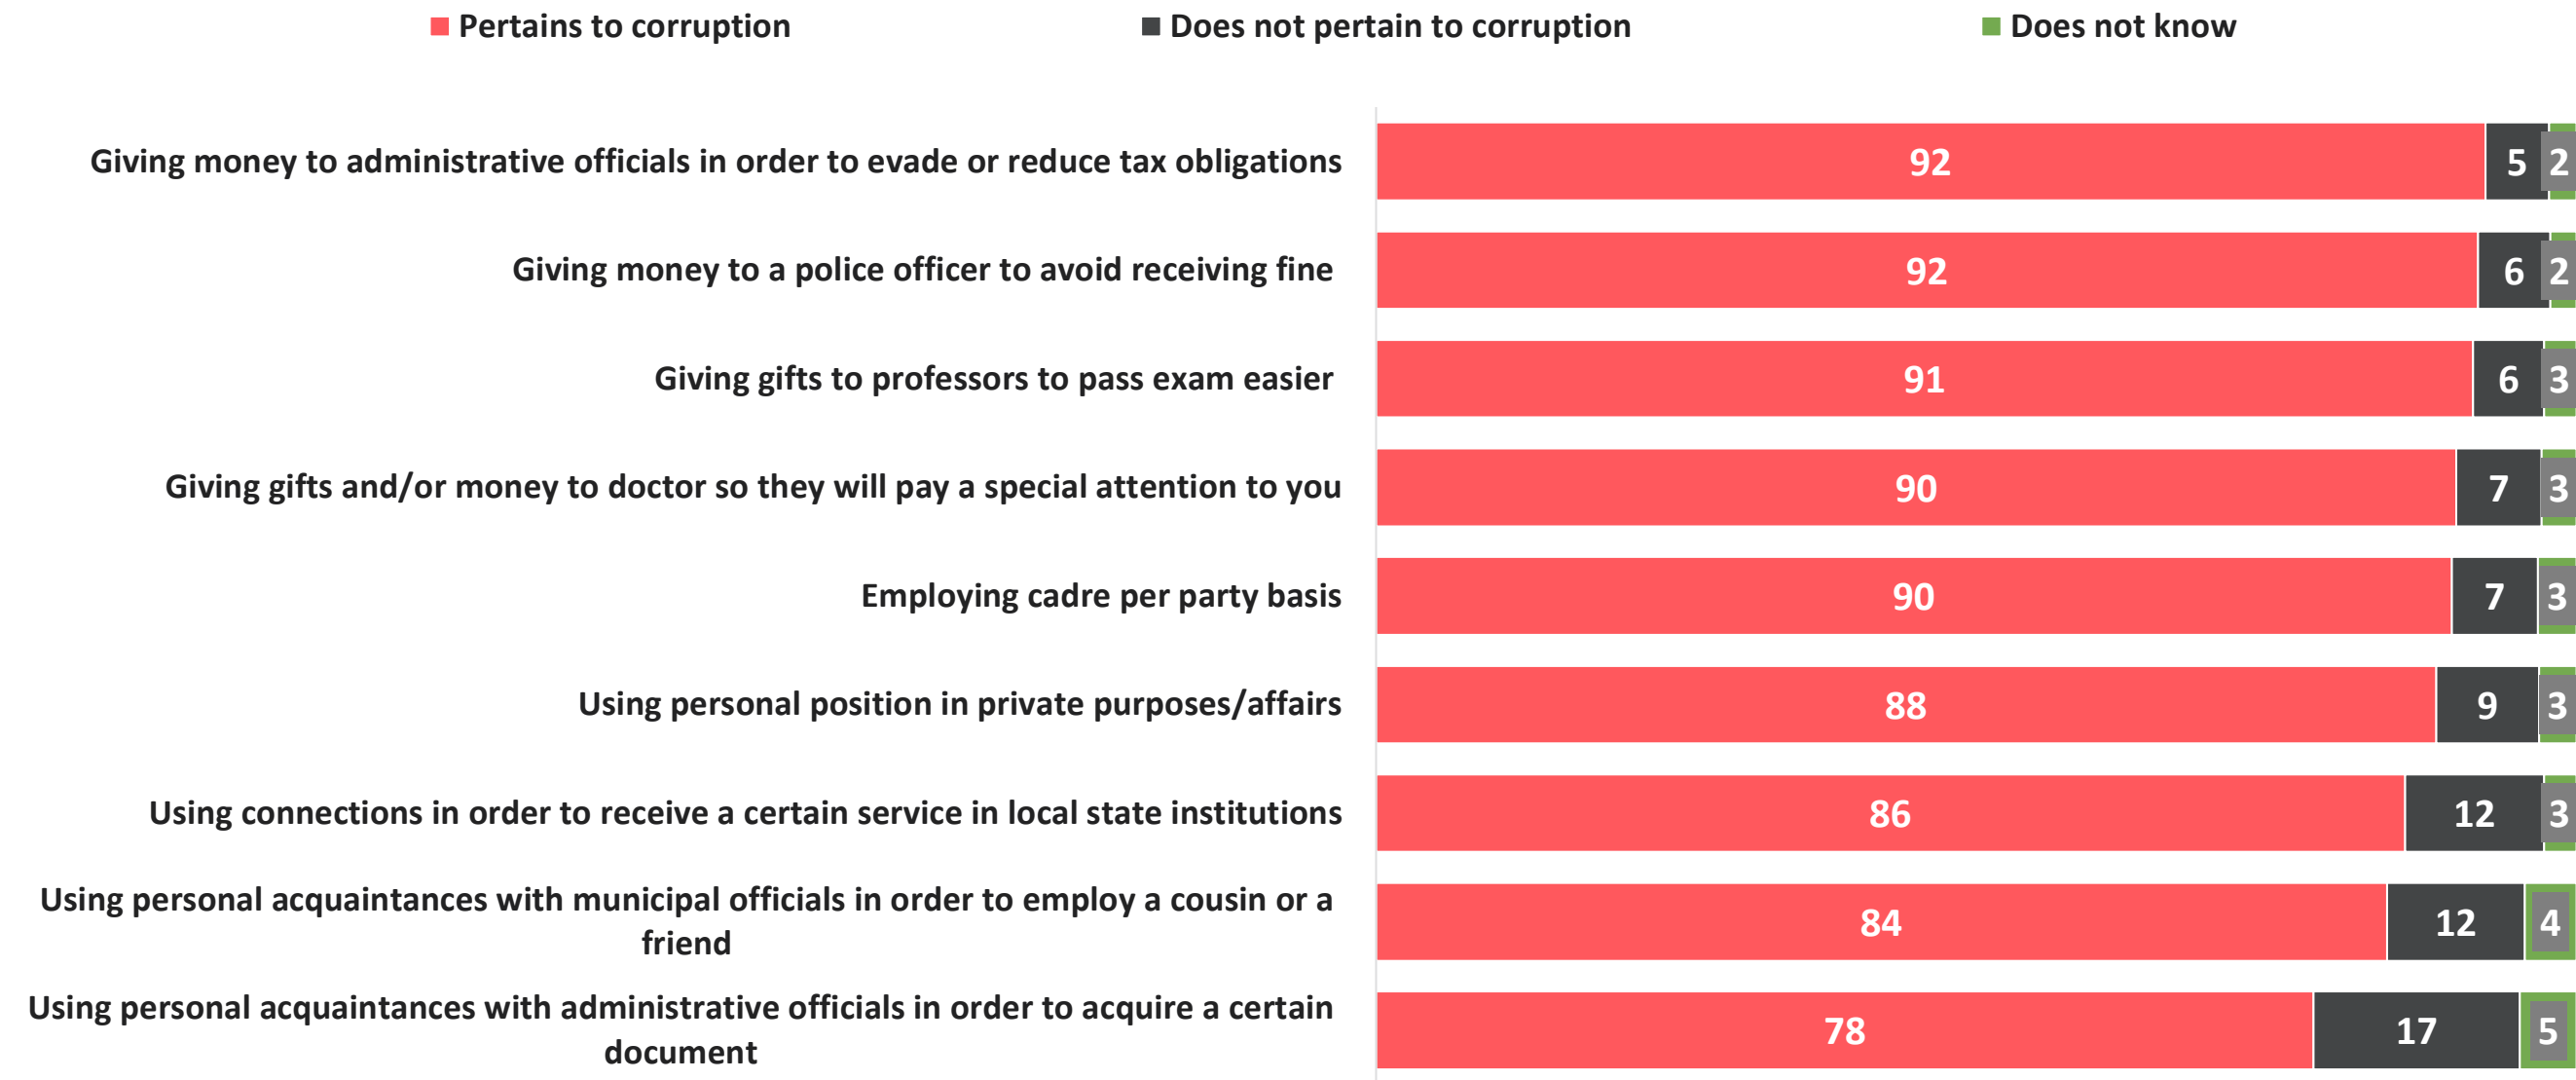 Pertains to corruption Does not pertain to corruption Does not know
Giving money to administrative officials in order to evade or reduce tax obligations 92 5 2
Giving money to a police officer to avoid receiving fine 92 6 2
Giving gifts to professors to pass exam easier 91 6 3
Giving gifts and/or money to doctor so they will pay a special attention to you 90 7 3
Employing cadre per party basis 90 7 3
Using personal position in private purposes/affairs 88 9 3
Using connections in order to receive a certain service in local state institutions 86 12 3
Using personal acquaintances with municipal officials in order to employ a cousin or a
friend
84 12 4
Using personal acquaintances with administrative officials in order to acquire a certain
document
78 17 5